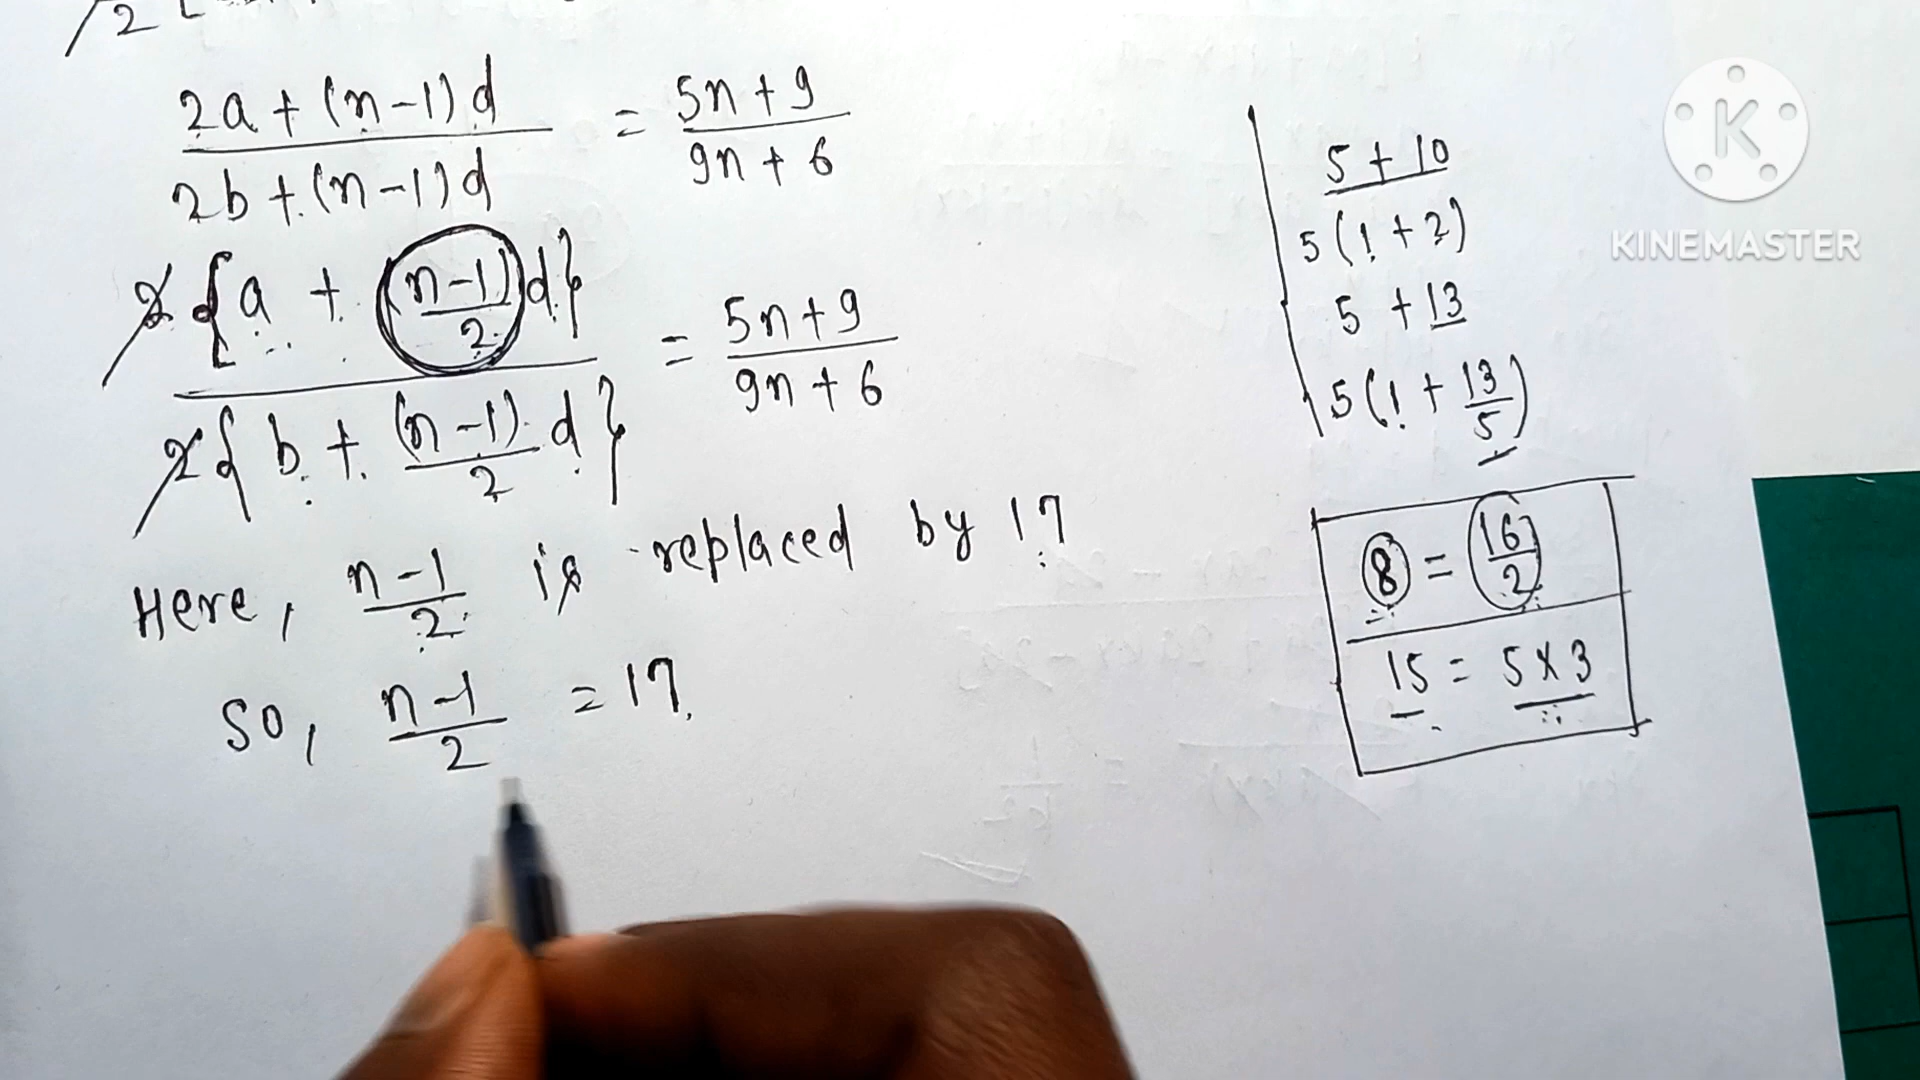 /2 [
2a + (n-1)d / 2b + (n-1)d = 5n+9 / 9n+6
2{a + (n-1)/2 d} / 2{b + (n-1)/2 d} = 5n+9 / 9n+6
Here, n-1/2 is replaced by 17
So, n-1/2 = 17
5 + 10
5(1+2)
5 + 13
5(1 + 13/5)
8 = 16/2
15 = 5×3
K
KINEMASTER